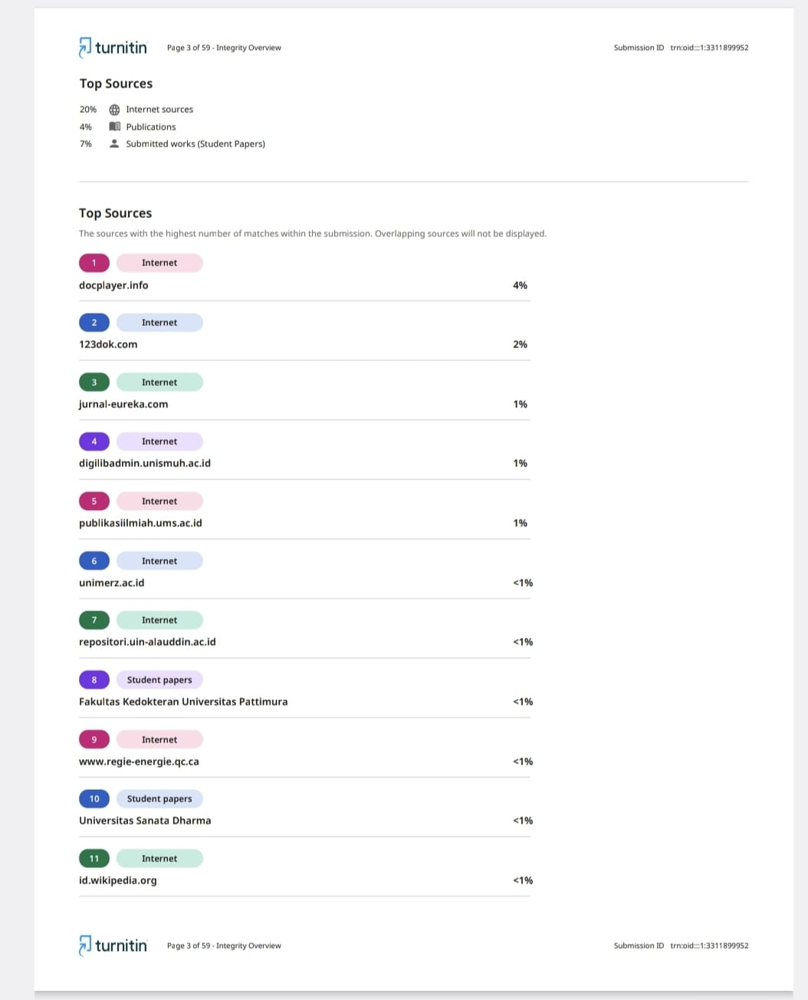 turnitin Page 3 of 59 - Integrity Overview Submission ID trn:oid:::1:3311899952
Top Sources
20% Internet sources
4% Publications
7% Submitted works (Student Papers)
Top Sources
The sources with the highest number of matches within the submission. Overlapping sources will not be displayed.
1 Internet
docplayer.info 4%
2 Internet
123dok.com 2%
3 Internet
jurnal-eureka.com 1%
4 Internet
digilibadmin.unismuh.ac.id 1%
5 Internet
publikasiilmiah.ums.ac.id 1%
6 Internet
unimerz.ac.id <1%
7 Internet
repositori.uin-alauddin.ac.id <1%
8 Student papers
Fakultas Kedokteran Universitas Pattimura <1%
9 Internet
www.regie-energie.qc.ca <1%
10 Student papers
Universitas Sanata Dharma <1%
11 Internet
id.wikipedia.org <1%
turnitin Page 3 of 59 - Integrity Overview Submission ID trn:oid:::1:3311899952